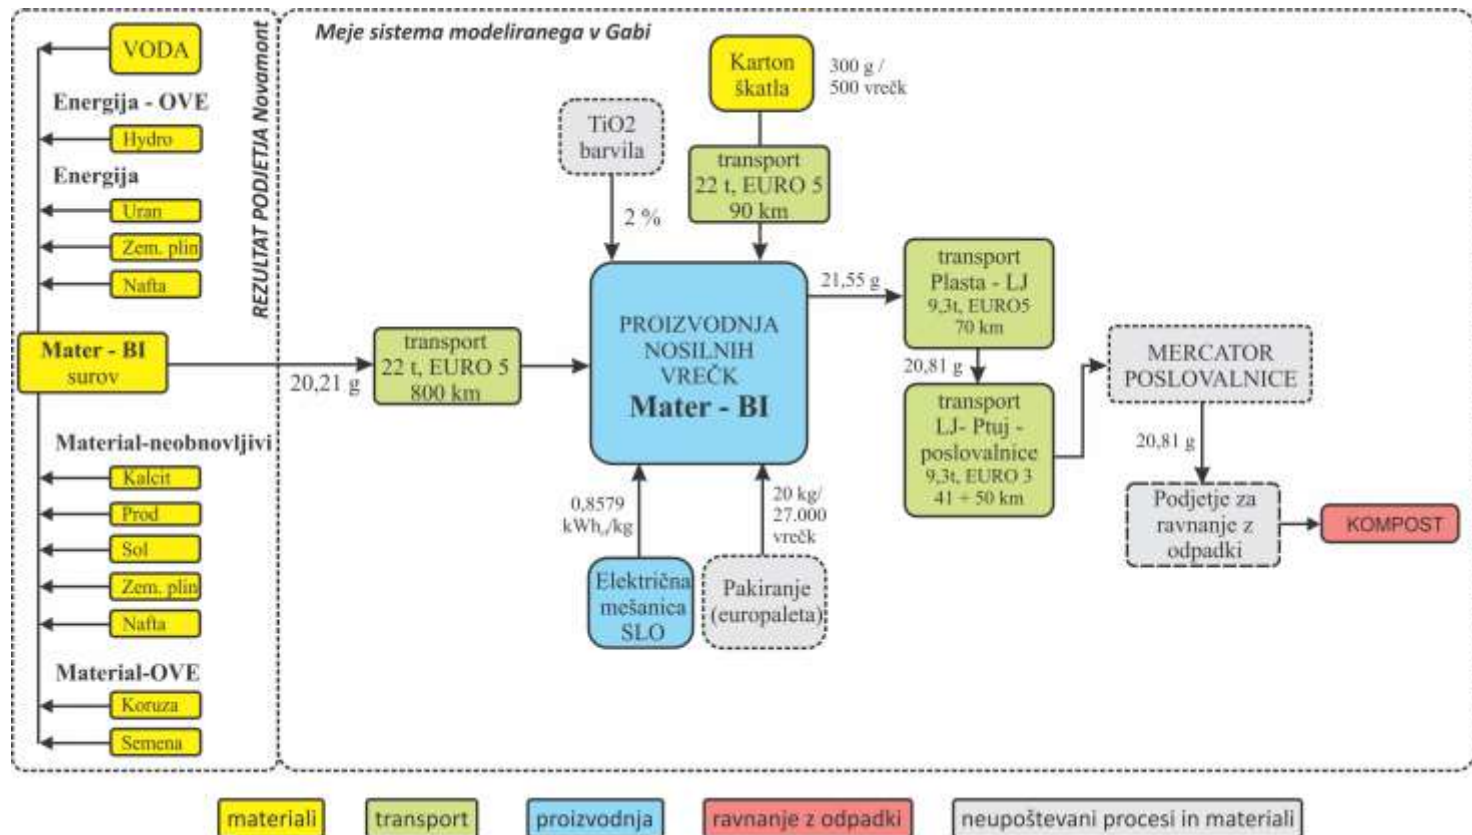 REZULTAT PODJETJA Novamont
VODA
Energija - OVE
Hydro
Energija
Uran
Zem. plin
Nafta
Mater - BI
surov
Material-neobnovljivi
Kalcit
Prod
Sol
Zem. plin
Nafta
Material-OVE
Koruza
Semena
Meje sistema modeliranega v Gabi
20,21 g
transport
22 t, EURO 5
800 km
TiO2
barvila
2 %
Karton
škatla
300 g /
500 vrečk
transport
22 t, EURO 5
90 km
PROIZVODNJA
NOSILNIH
VREČK
Mater - BI
0,8579
kWh,,/kg
Električna
mešanica
SLO
20 kg/
27.000
vrečk
Pakiranje
(europaleta)
21,55 g
transport
Plasta - LJ
9,3t, EURO5
70 km
20,81 g
transport
LJ- Ptuj -
poslovalnice
9,3t, EURO 3
41 + 50 km
MERCATOR
POSLOVALNICE
20,81 g
Podjetje za
ravnanje z
odpadki
KOMPOST
materiali
transport
proizvodnja
ravnanje z odpadki
neupoštevani procesi in materiali